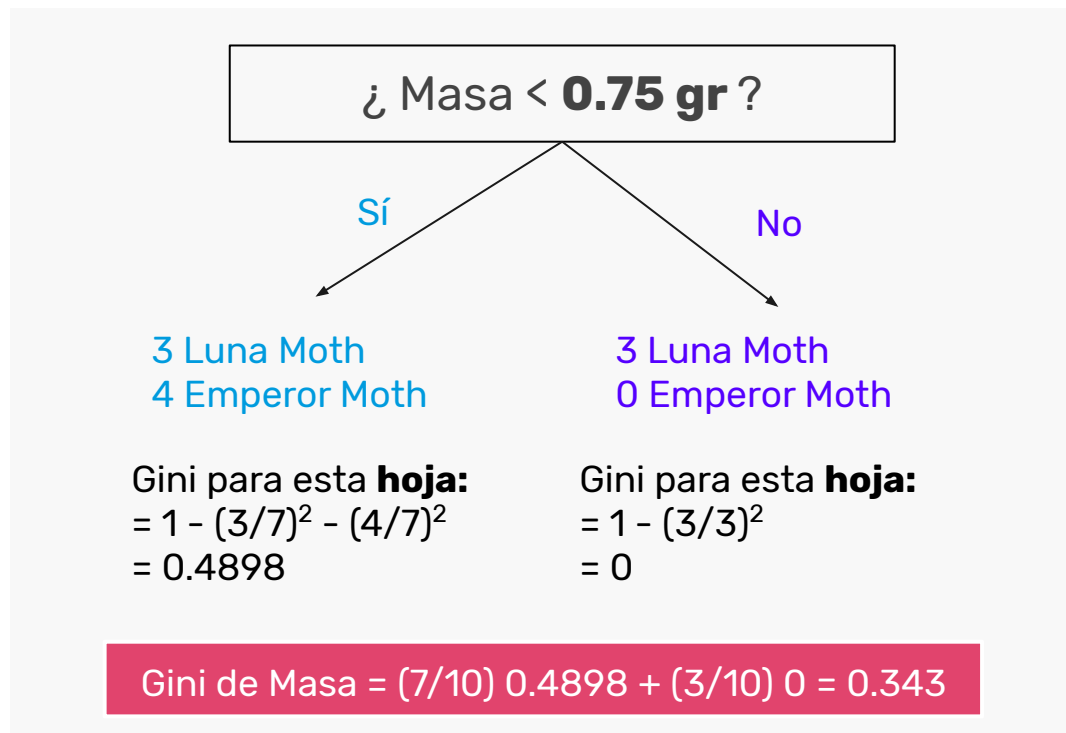 ¿ Masa < 0.75 gr ?
Sí
No
3 Luna Moth
4 Emperor Moth
3 Luna Moth
0 Emperor Moth
Gini para esta hoja:
= 1 - (3/7)² - (4/7)²
= 0.4898
Gini para esta hoja:
= 1 - (3/3)²
= 0
Gini de Masa = (7/10) 0.4898 + (3/10) 0 = 0.343